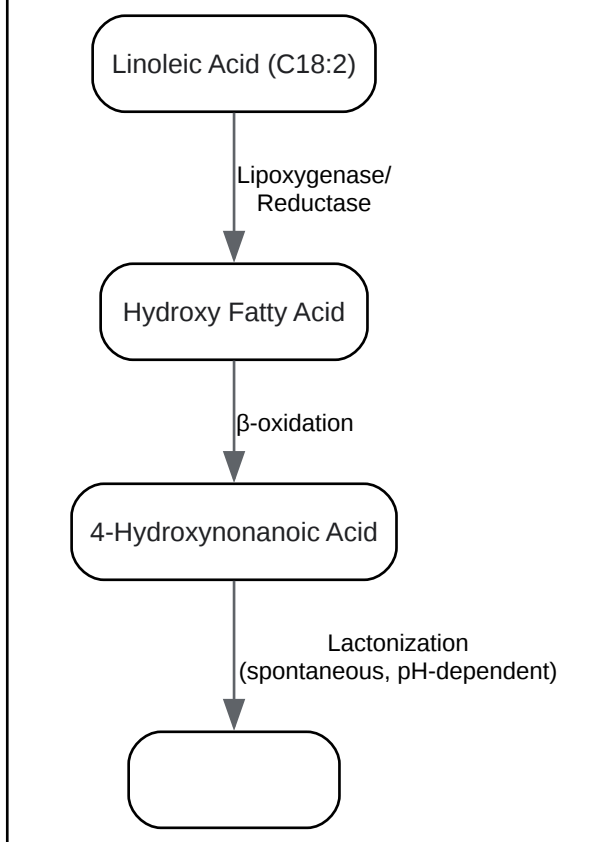 Linoleic Acid (C18:2)
Lipoxygenase/
Reductase
Hydroxy Fatty Acid
β-oxidation
4-Hydroxynonanoic Acid
Lactonization
(spontaneous, pH-dependent)